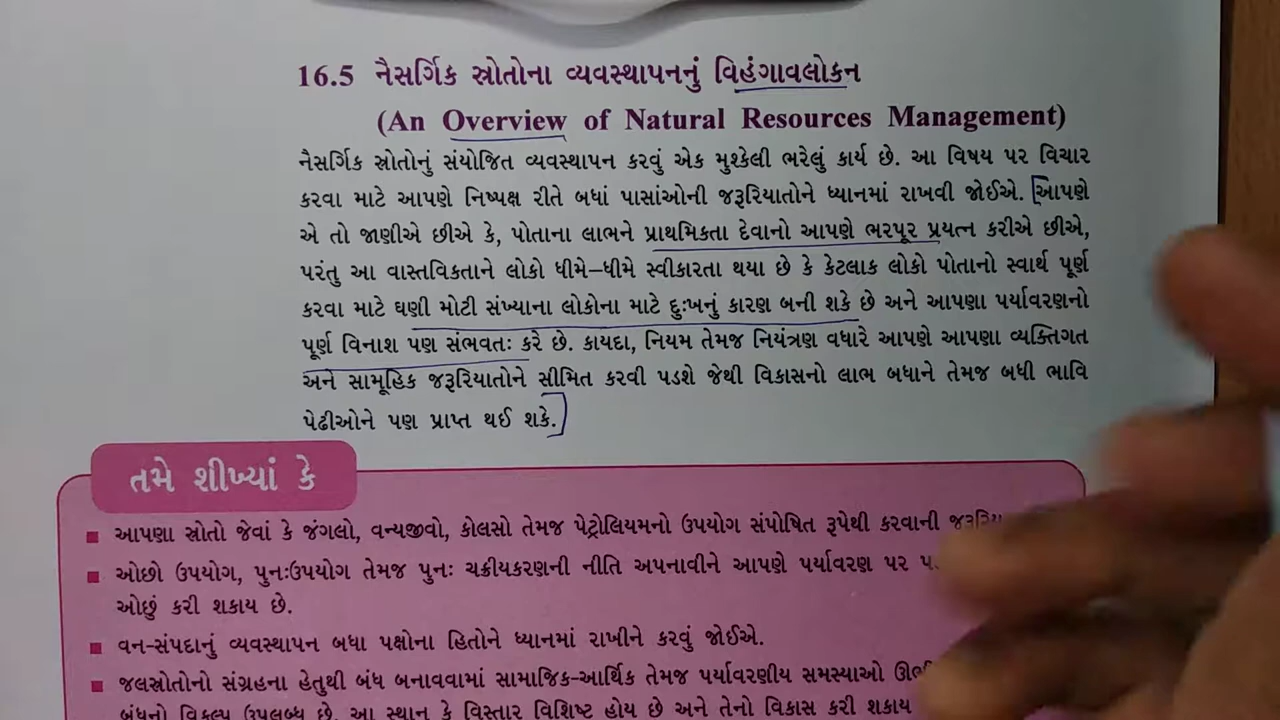 16.5 નૈસર્ગિક સ્રોતોના વ્યવસ્થાપનનું વિહંગાવલોકન
(An Overview of Natural Resources Management)
નૈસર્ગિક સ્રોતોનું સંયોજિત વ્યવસ્થાપન કરવું એક મુશ્કેલી ભરેલું કાર્ય છે. આ વિષય પર વિચાર
કરવા માટે આપણે નિષ્પક્ષ રીતે બધાં પાસાંઓની જરૂરિયાતોને ધ્યાનમાં રાખવી જોઈએ. આપણે
એ તો જાણીએ છીએ કે, પોતાના લાભને પ્રાથમિકતા દેવાનો આપણે ભરપૂર પ્રયત્ન કરીએ છીએ,
પરંતુ આ વાસ્તવિકતાને લોકો ધીમે–ધીમે સ્વીકારતા થયા છે કે કેટલાક લોકો પોતાનો સ્વાર્થ પૂર્ણ
કરવા માટે ઘણી મોટી સંખ્યાના લોકોના માટે દુઃખનું કારણ બની શકે છે અને આપણા પર્યાવરણનો
પૂર્ણ વિનાશ પણ સંભવતઃ કરે છે. કાયદા, નિયમ તેમજ નિયંત્રણ વધારે આપણે આપણા વ્યક્તિગત
અને સામૂહિક જરૂરિયાતોને સીમિત કરવી પડશે જેથી વિકાસનો લાભ બધાને તેમજ બધી ભાવિ
પેઢીઓને પણ પ્રાપ્ત થઈ શકે.
તમે શીખ્યાં કે
■ આપણા સ્રોતો જેવાં કે જંગલો, વન્યજીવો, કોલસો તેમજ પેટ્રોલિયમનો ઉપયોગ સંપોષિત રૂપેથી કરવાની
■ ઓછો ઉપયોગ, પુનઃઉપયોગ તેમજ પુનઃ ચક્રીયકરણની નીતિ અપનાવીને આપણે પર્યાવરણ પર
ઓછું કરી શકાય છે.
■ વન-સંપદાનું વ્યવસ્થાપન બધા પક્ષોના હિતોને ધ્યાનમાં રાખીને કરવું જોઈએ.
■ જલસ્રોતોનો સંગ્રહના હેતુથી બંધ બનાવવામાં સામાજિક-આર્થિક તેમજ પર્યાવરણીય સમસ્યાઓ
બંધનો વિકલ્પ ઉપલબ્ધ છે. આ સ્થાન કે વિસ્તાર વિશિષ્ટ હોય છે અને તેનો વિકાસ કરી શકાય